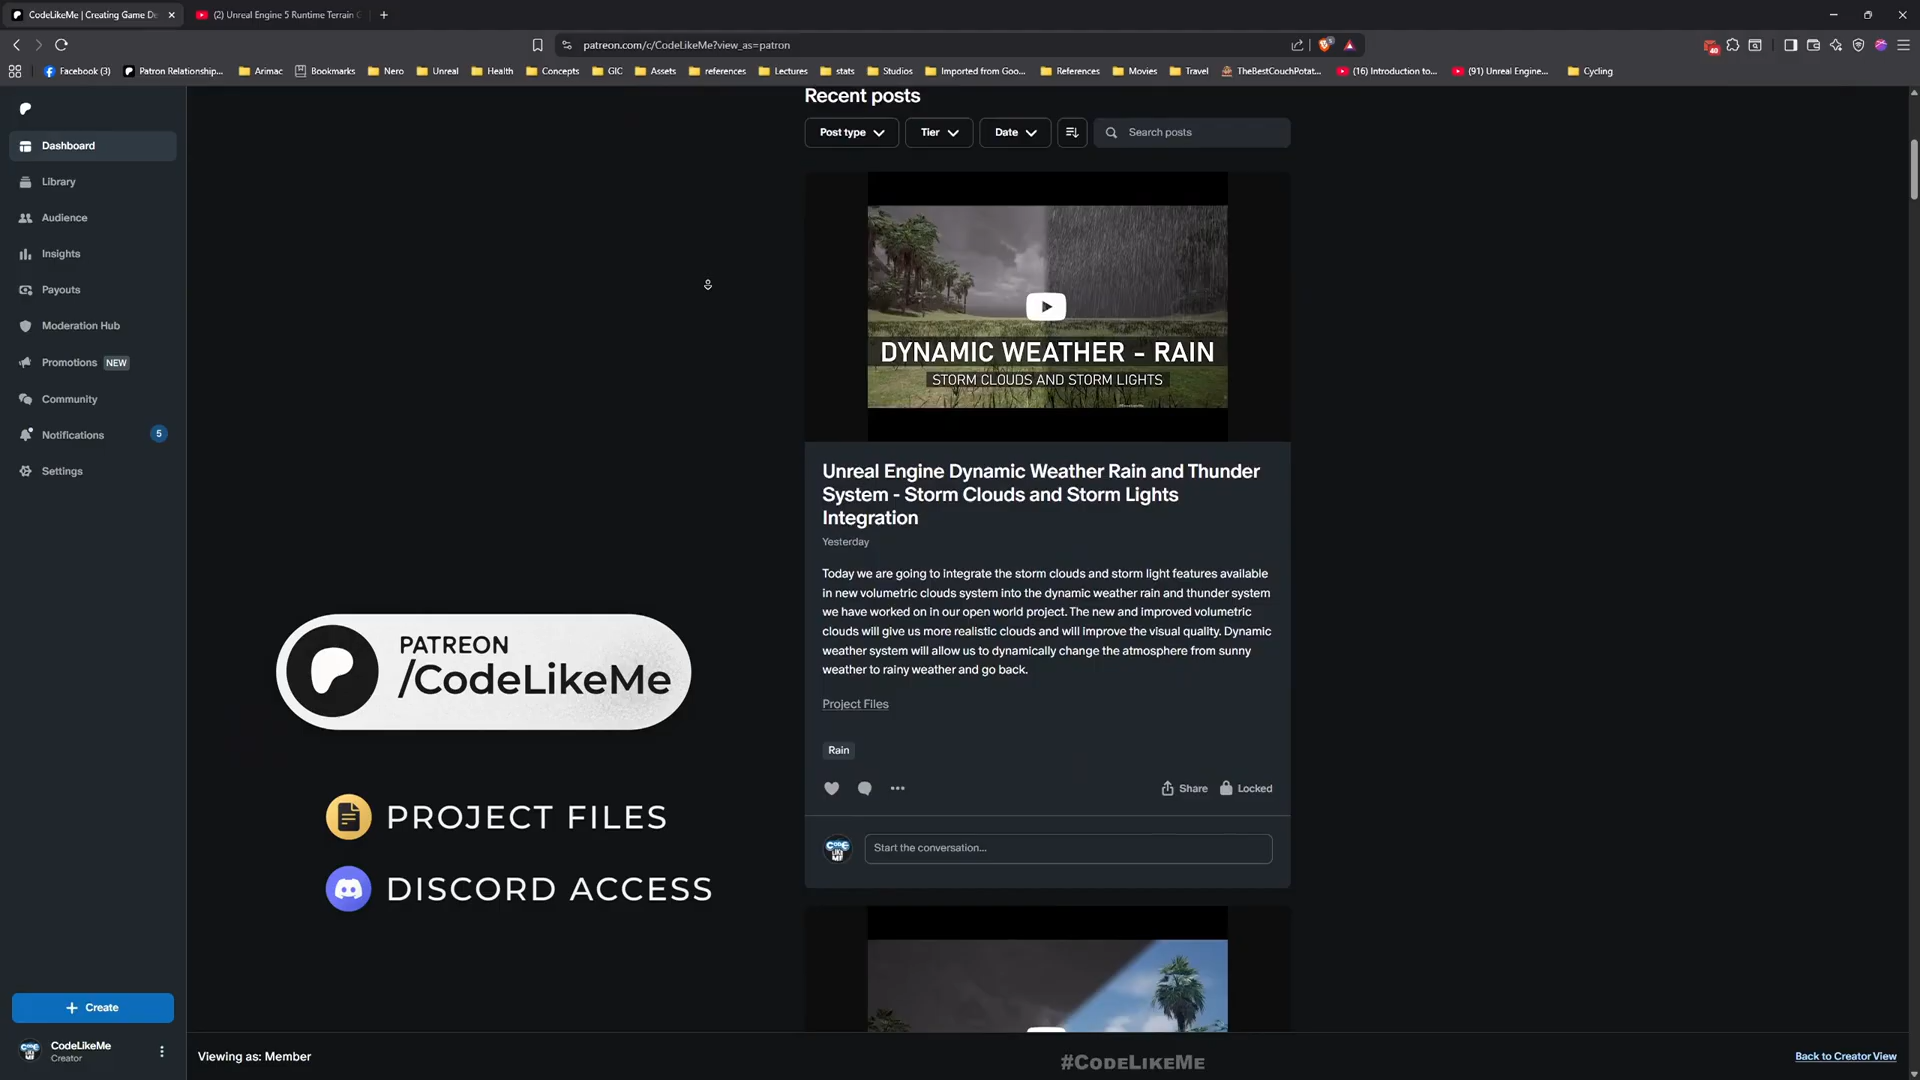 CodeLikeMe | Creating Game De
(2) Unreal Engine 5 Runtime Terrain G
patreon.com/c/CodeLikeMe?view_as=patron
Facebook (3)
Patron Relationship...
Arimac
Bookmarks
Nero
Unreal
Health
Concepts
GIC
Assets
references
Lectures
stats
Studios
Imported from Goo...
References
Movies
Travel
TheBestCouchPotat...
(16) Introduction to...
(91) Unreal Engine...
Cycling
40
Dashboard
Library
Audience
Insights
Payouts
Moderation Hub
Promotions NEW
Community
Notifications 5
Settings
Create
CodeLikeMe
Creator
Recent posts
Post type
Tier
Date
Search posts
DYNAMIC WEATHER - RAIN
STORM CLOUDS AND STORM LIGHTS
Unreal Engine Dynamic Weather Rain and Thunder
System - Storm Clouds and Storm Lights
Integration
Yesterday
Today we are going to integrate the storm clouds and storm light features available
in new volumetric clouds system into the dynamic weather rain and thunder system
we have worked on in our open world project. The new and improved volumetric
clouds will give us more realistic clouds and will improve the visual quality. Dynamic
weather system will allow us to dynamically change the atmosphere from sunny
weather to rainy weather and go back.
Project Files
Rain
Share
Locked
CODE LIKE ME
Start the conversation...
PATREON
/CodeLikeMe
PROJECT FILES
DISCORD ACCESS
Viewing as: Member
#CODELIKEME
Back to Creator View